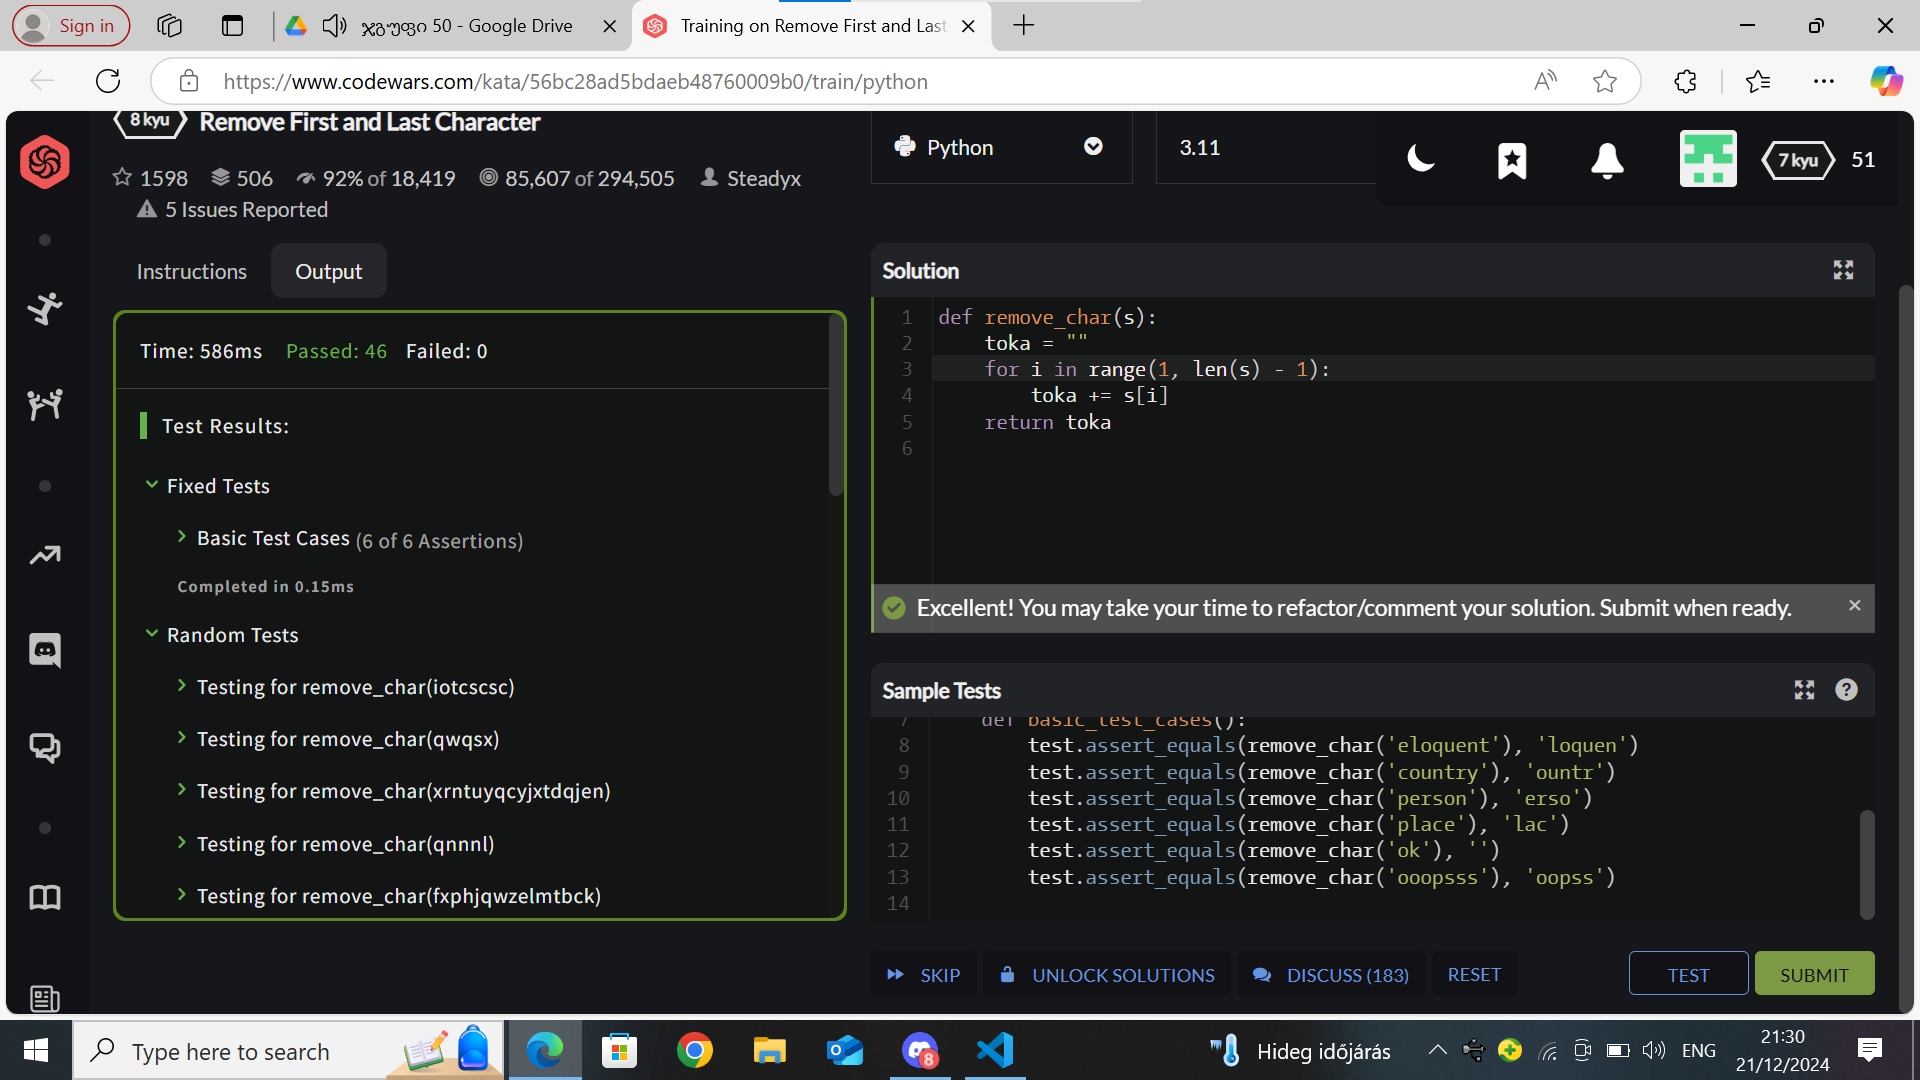 Sign in
ჯგუფი 50 - Google Drive
Training on Remove First and Last
https://www.codewars.com/kata/56bc28ad5bdaeb48760009b0/train/python
8 kyu
Remove First and Last Character
Python
3.11
7 kyu
51
1598
506
92% of 18,419
85,607 of 294,505
Steadyx
5 Issues Reported
Instructions
Output
Time: 586ms
Passed: 46
Failed: 0
Test Results:
Fixed Tests
Basic Test Cases (6 of 6 Assertions)
Completed in 0.15ms
Random Tests
Testing for remove_char(iotcscsc)
Testing for remove_char(qwqsx)
Testing for remove_char(xrntuyqcyjxtdqjen)
Testing for remove_char(qnnnl)
Testing for remove_char(fxphjqwzelmtbck)
Solution
1 def remove_char(s):
2 toka = ""
3 for i in range(1, len(s) - 1):
4 toka += s[i]
5 return toka
6
Excellent! You may take your time to refactor/comment your solution. Submit when ready.
Sample Tests
7 def basic_test_cases():
8 test.assert_equals(remove_char('eloquent'), 'loquen')
9 test.assert_equals(remove_char('country'), 'ountr')
10 test.assert_equals(remove_char('person'), 'erso')
11 test.assert_equals(remove_char('place'), 'lac')
12 test.assert_equals(remove_char('ok'), '')
13 test.assert_equals(remove_char('ooopsss'), 'oopss')
14
SKIP
UNLOCK SOLUTIONS
DISCUSS (183)
RESET
TEST
SUBMIT
Type here to search
8
Hideg időjárás
ENG
21:30
21/12/2024